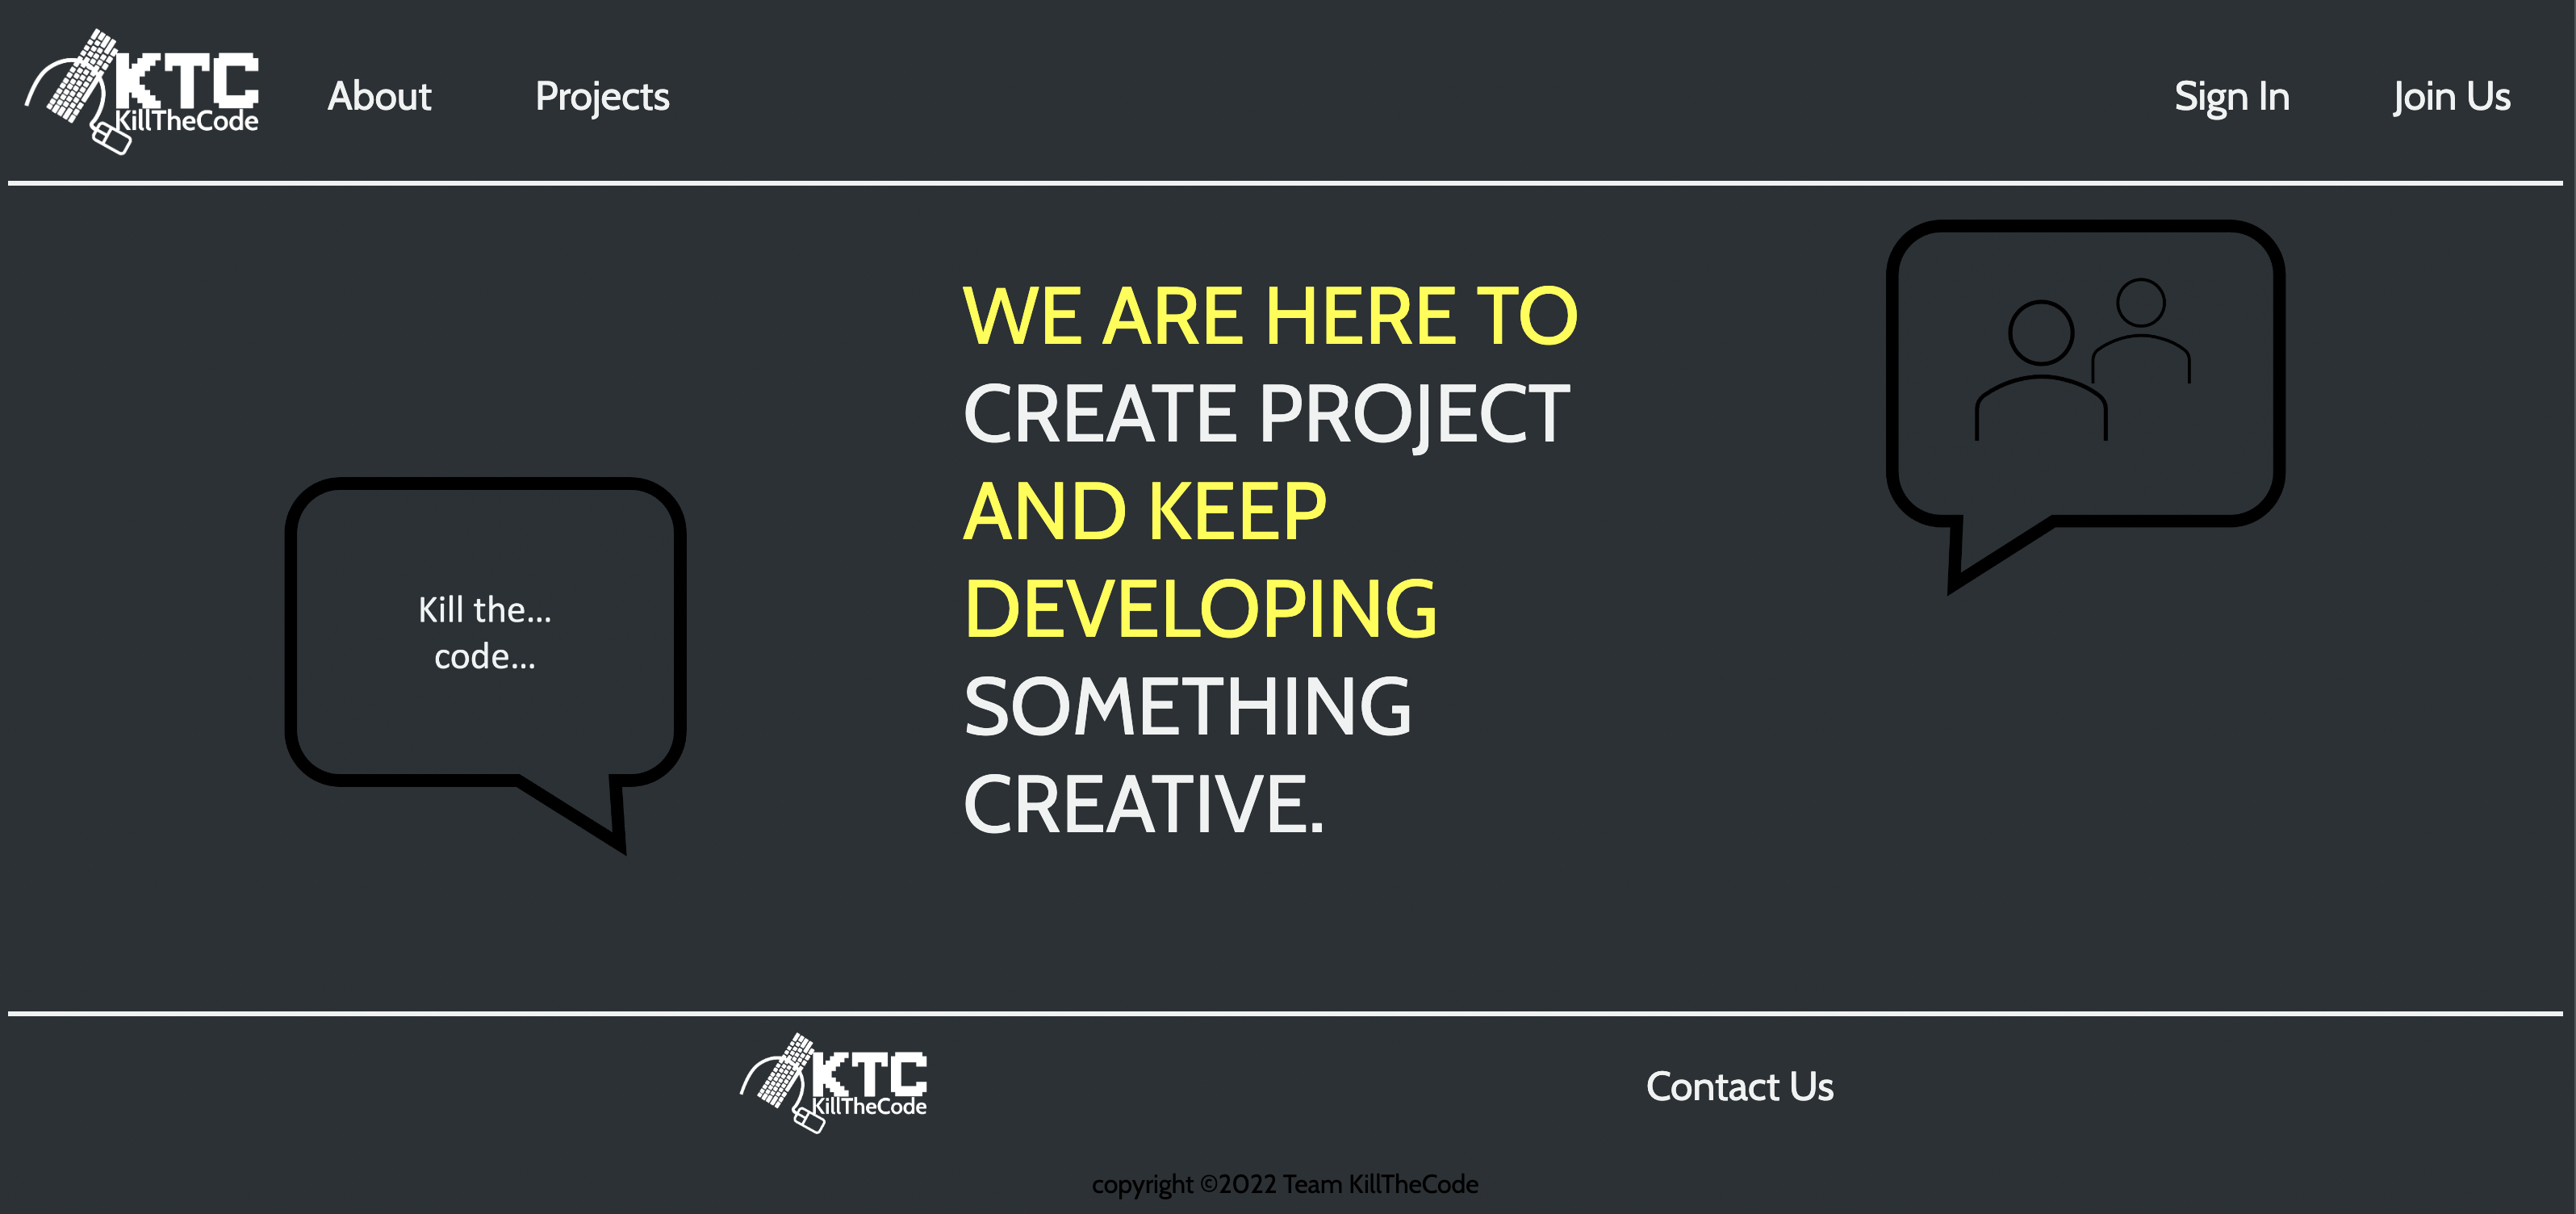 KTC
KillTheCode
About
Projects
Sign In
Join Us
WE ARE HERE TO
CREATE PROJECT
AND KEEP
DEVELOPING
SOMETHING
CREATIVE.
Kill the...
code...
KTC
KillTheCode
Contact Us
copyright ©2022 Team KillTheCode